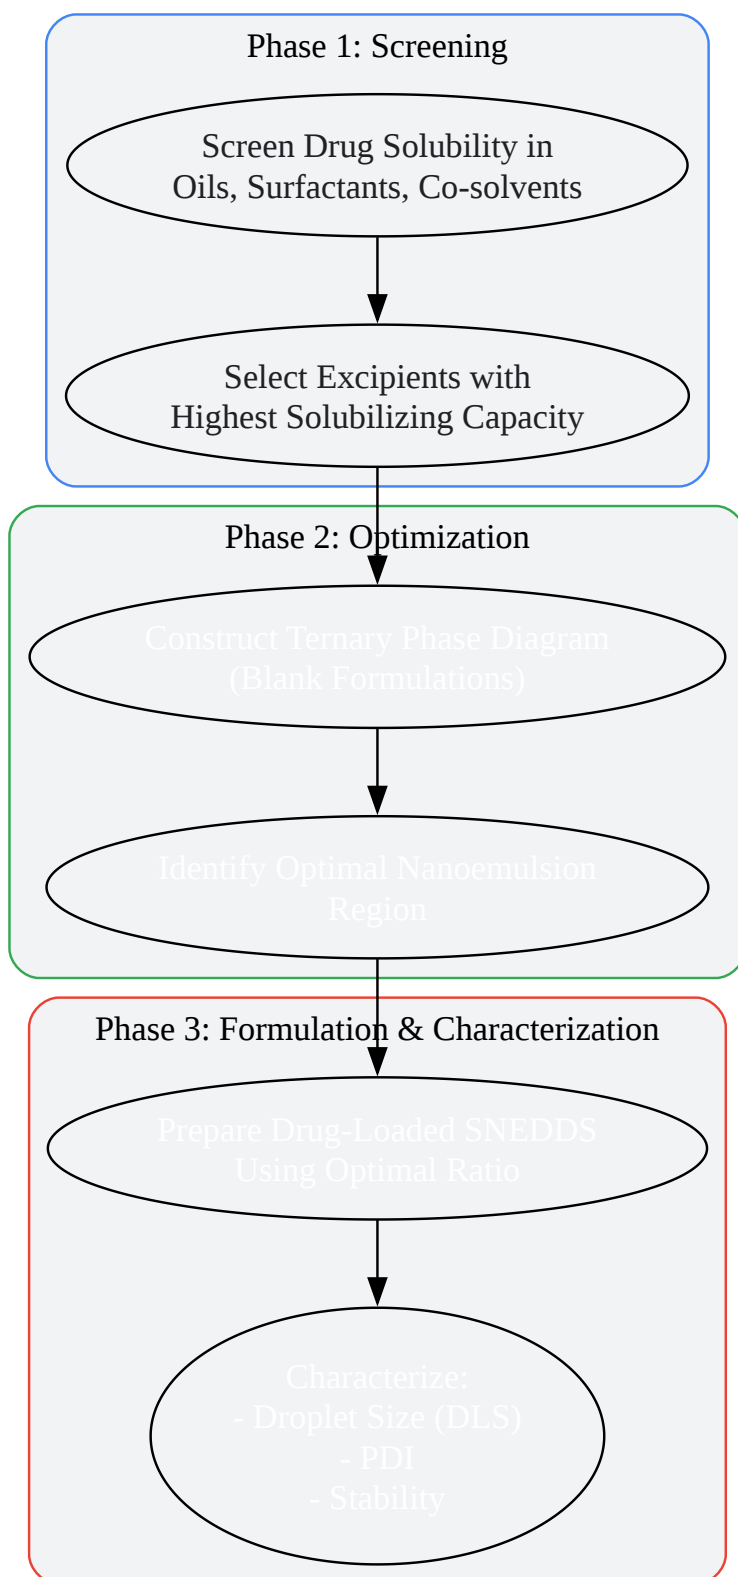 Phase 1: Screening
Screen Drug Solubility in
Oils, Surfactants, Co-solvents
Select Excipients with
Highest Solubilizing Capacity
Phase 2: Optimization
Construct Ternary Phase Diagram
(Blank Formulations)
Identify Optimal Nanoemulsion
Region
Phase 3: Formulation & Characterization
Prepare Drug-Loaded SNEDDS
Using Optimal Ratio
Characterize:
- Droplet Size (DLS)
- PDI
- Stability